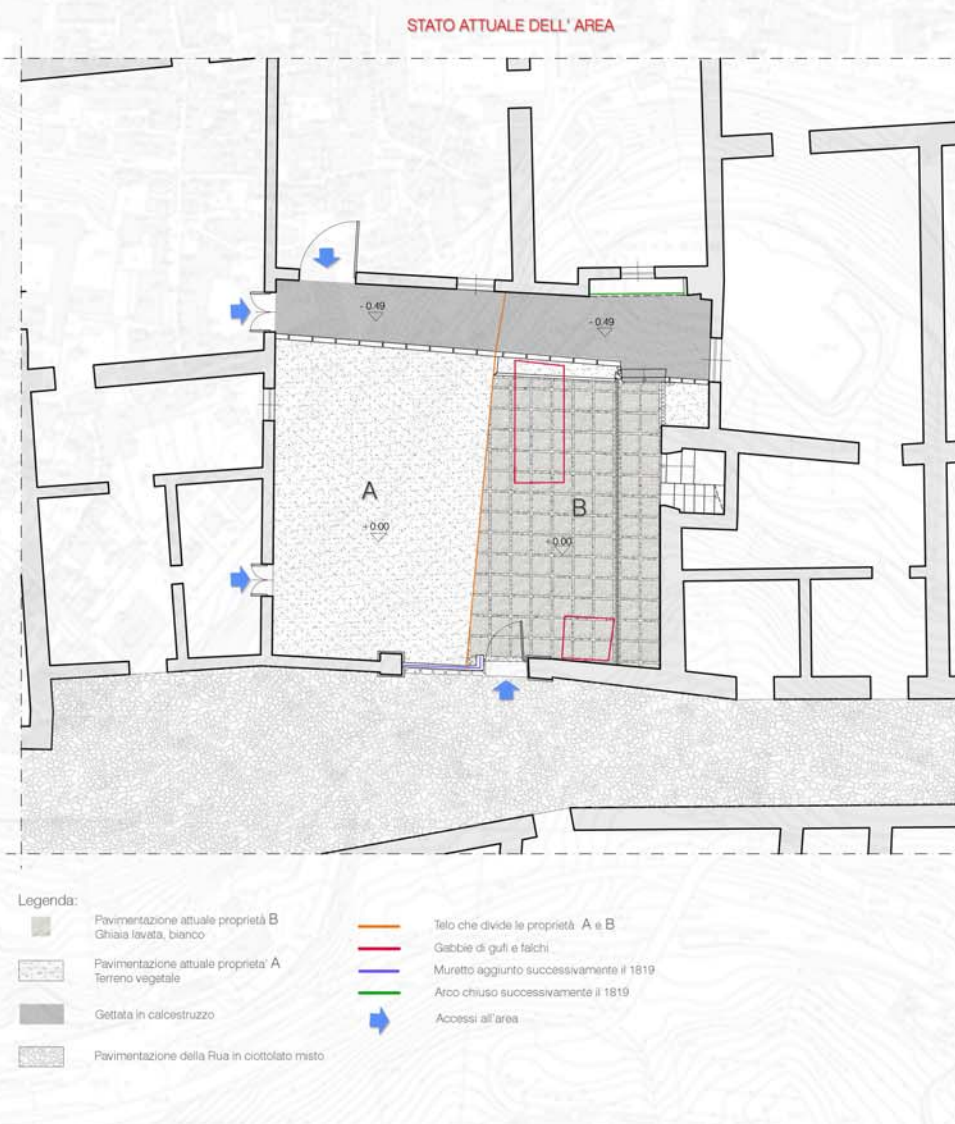 STATO ATTUALE DELL' AREA
- 0.49
- 0.49
A
+0.00
B
+0.00
Legenda:
Pavimentazione attuale proprietà B
Ghiaia lavata, bianco
Pavimentazione attuale proprieta' A
Terreno vegetale
Gettata in calcestruzzo
Pavimentazione della Rua in ciottolato misto
Telo che divide le proprietà A e B
Gabbie di gufi e falchi
Muretto aggiunto successivamente il 1819
Arco chiuso successivamente il 1819
Accessi all'area